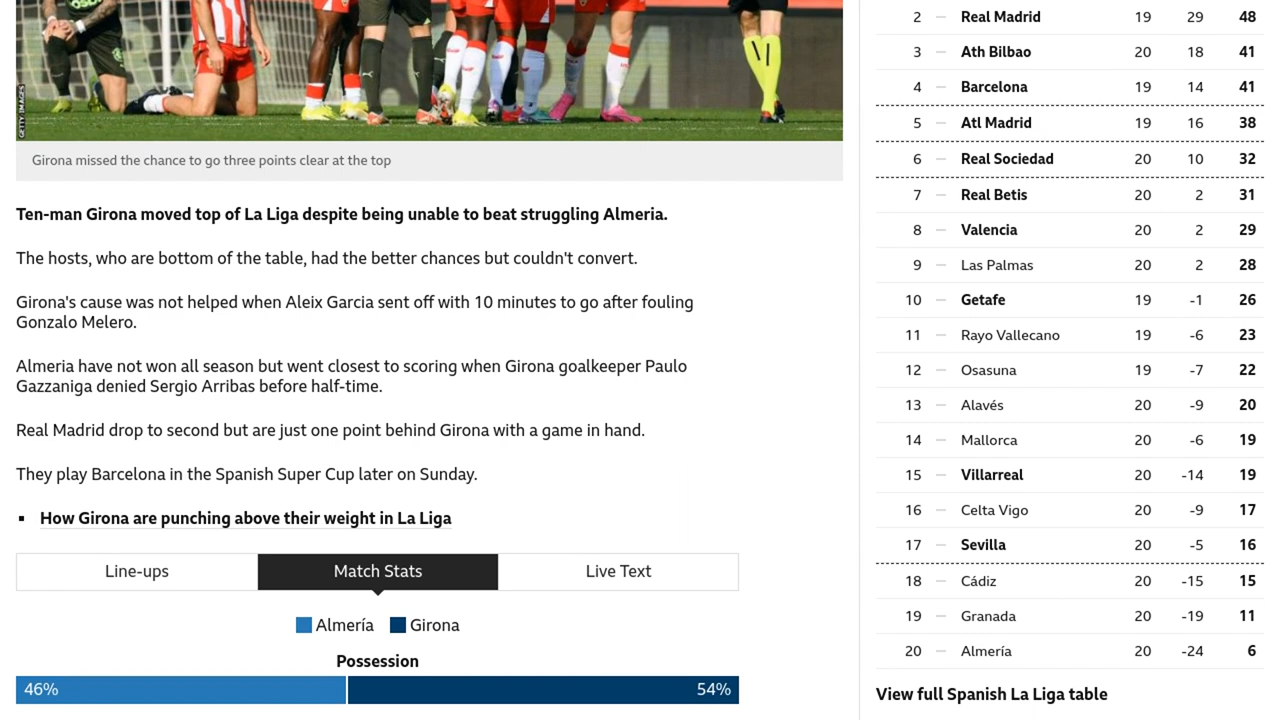 GETTY IMAGES
Girona missed the chance to go three points clear at the top
Ten-man Girona moved top of La Liga despite being unable to beat struggling Almeria.
The hosts, who are bottom of the table, had the better chances but couldn't convert.
Girona's cause was not helped when Aleix Garcia sent off with 10 minutes to go after fouling
Gonzalo Melero.
Almeria have not won all season but went closest to scoring when Girona goalkeeper Paulo
Gazzaniga denied Sergio Arribas before half-time.
Real Madrid drop to second but are just one point behind Girona with a game in hand.
They play Barcelona in the Spanish Super Cup later on Sunday.
▪ How Girona are punching above their weight in La Liga
Line-ups Match Stats Live Text
Almería Girona
Possession
46% 54%
2 – Real Madrid 19 29 48
3 – Ath Bilbao 20 18 41
4 – Barcelona 19 14 41
5 – Atl Madrid 19 16 38
6 – Real Sociedad 20 10 32
7 – Real Betis 20 2 31
8 – Valencia 20 2 29
9 – Las Palmas 20 2 28
10 – Getafe 19 -1 26
11 – Rayo Vallecano 19 -6 23
12 – Osasuna 19 -7 22
13 – Alavés 20 -9 20
14 – Mallorca 20 -6 19
15 – Villarreal 20 -14 19
16 – Celta Vigo 20 -9 17
17 – Sevilla 20 -5 16
18 – Cádiz 20 -15 15
19 – Granada 20 -19 11
20 – Almería 20 -24 6
View full Spanish La Liga table